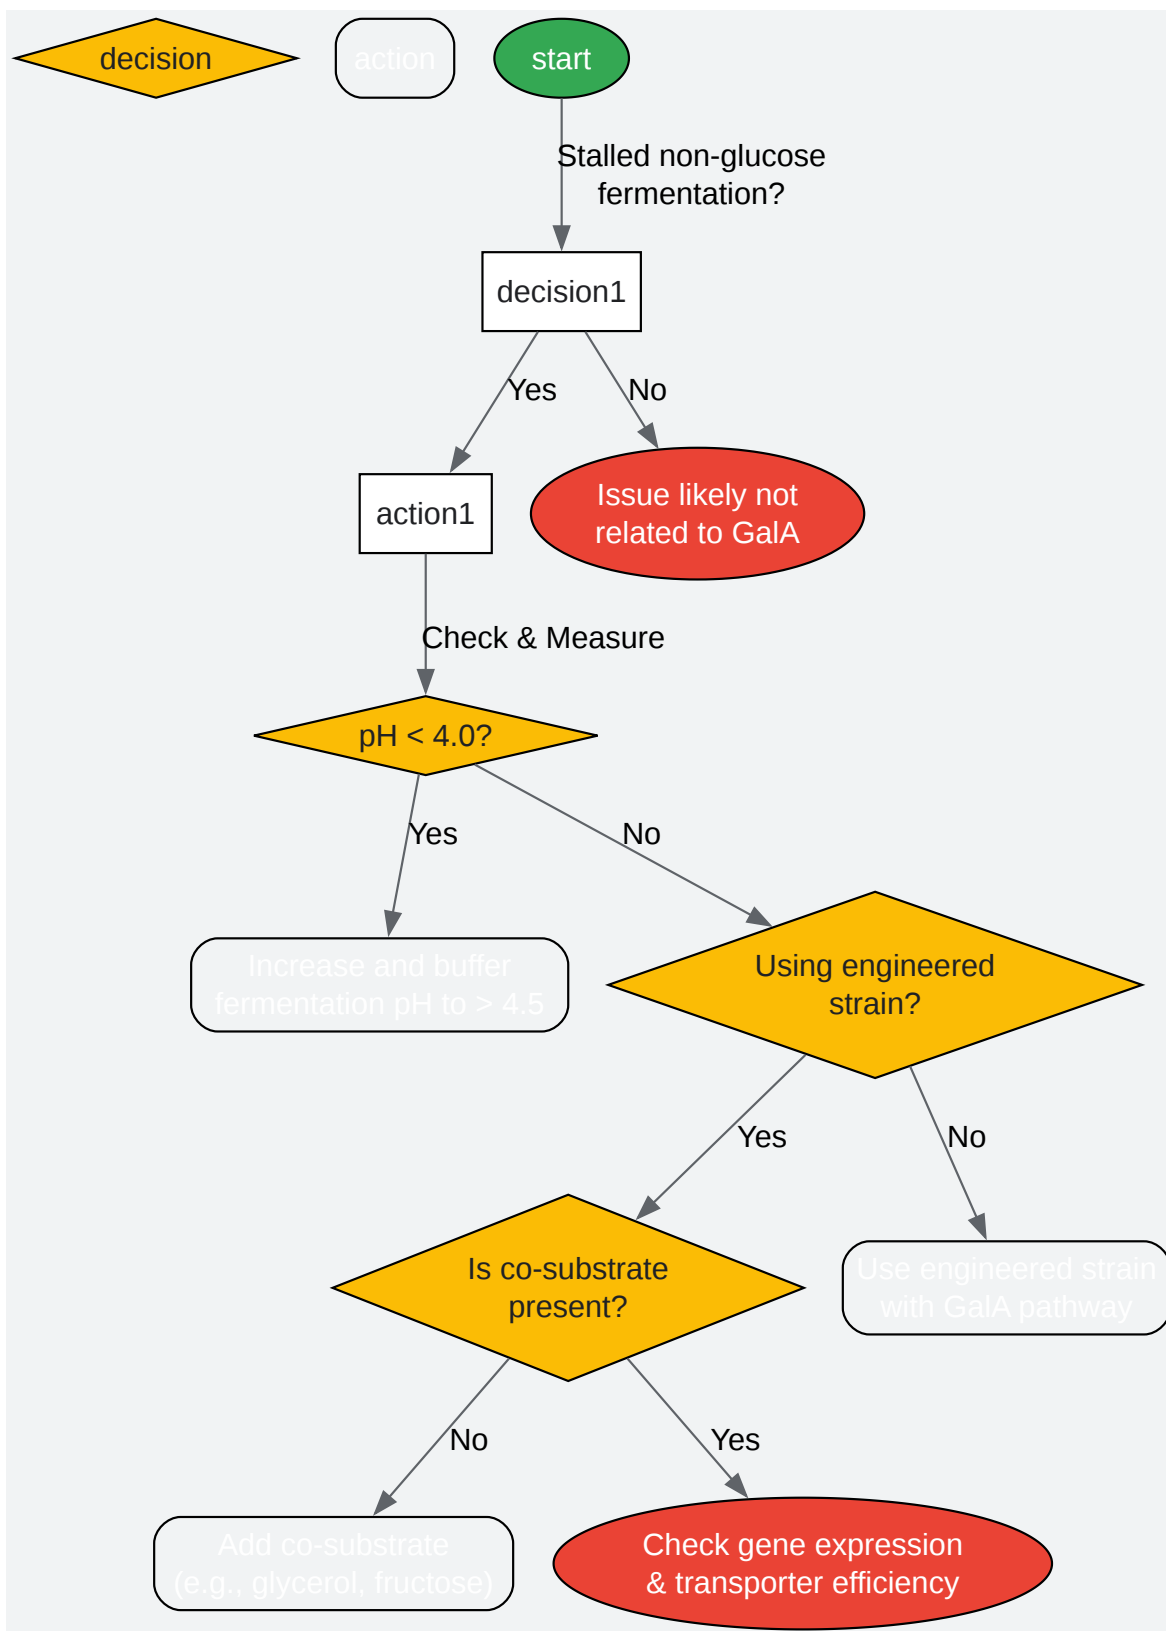 decision
action
start
Stalled non-glucose
fermentation?
decision1
Yes
No
action1
Issue likely not
related to GalA
Check & Measure
pH < 4.0?
Yes
No
Increase and buffer
fermentation pH to > 4.5
Using engineered
strain?
Yes
No
Is co-substrate
present?
Use engineered strain
with GalA pathway
No
Yes
Add co-substrate
(e.g., glycerol, fructose)
Check gene expression
& transporter efficiency